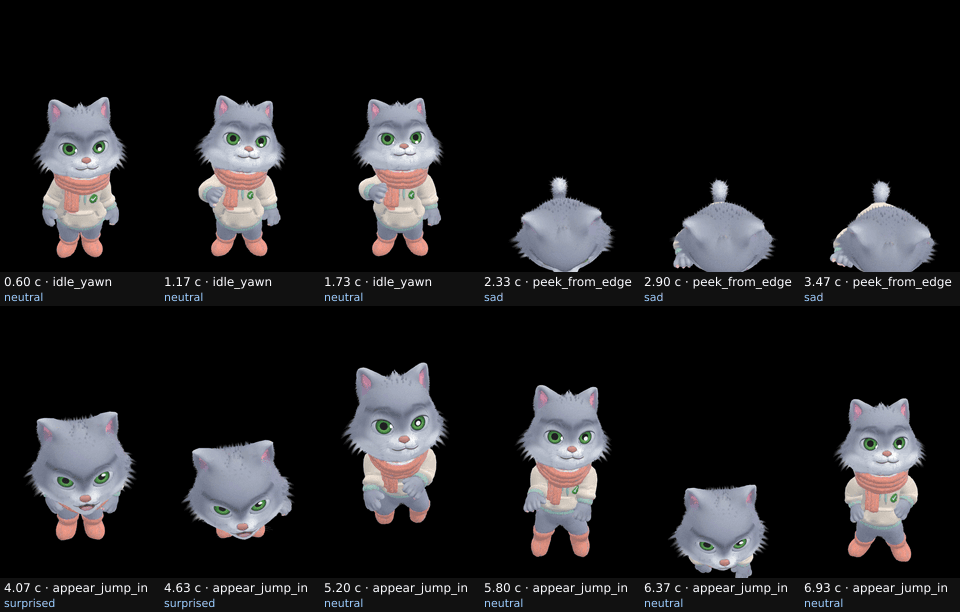 0.60 с · idle_yawn
neutral
1.17 с · idle_yawn
neutral
1.73 с · idle_yawn
neutral
2.33 с · peek_from_edge
sad
2.90 с · peek_from_edge
sad
3.47 с · peek_from_edge
sad
4.07 с · appear_jump_in
surprised
4.63 с · appear_jump_in
surprised
5.20 с · appear_jump_in
neutral
5.80 с · appear_jump_in
neutral
6.37 с · appear_jump_in
neutral
6.93 с · appear_jump_in
neutral